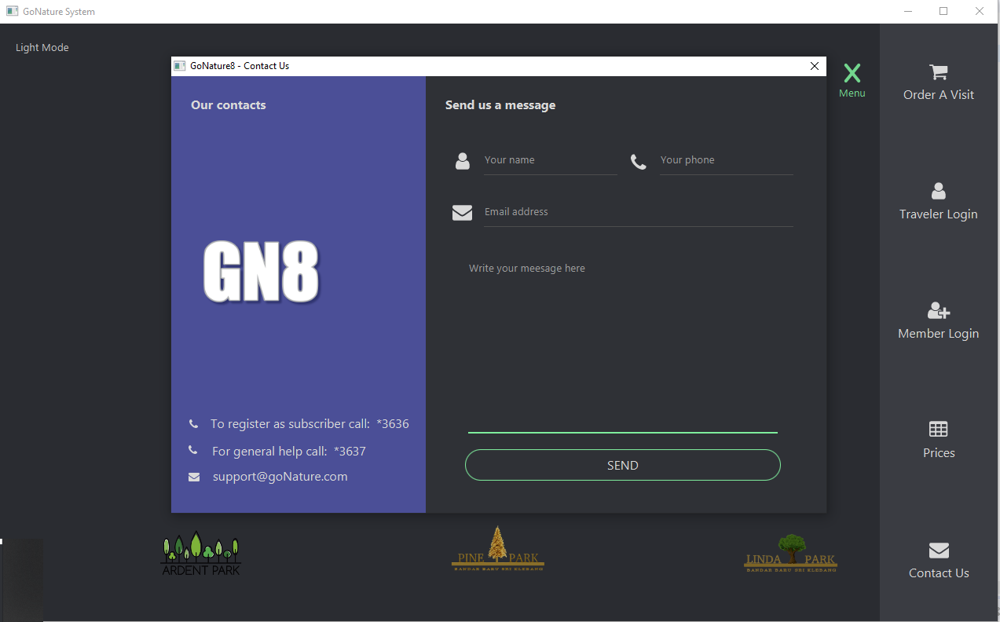 GoNature System
Light Mode
GoNature8 - Contact Us
Our contacts
GN8
To register as subscriber call: *3636
For general help call: *3637
support@goNature.com
Send us a message
Your name
Your phone
Email address
Write your meesage here
SEND
Menu
Order A Visit
Traveler Login
Member Login
Prices
Contact Us
ARDENT PARK
PINE PARK
BANDAR BARU SRI KLEBANG
LINDA PARK
BANDAR BARU SRI KLEBANG